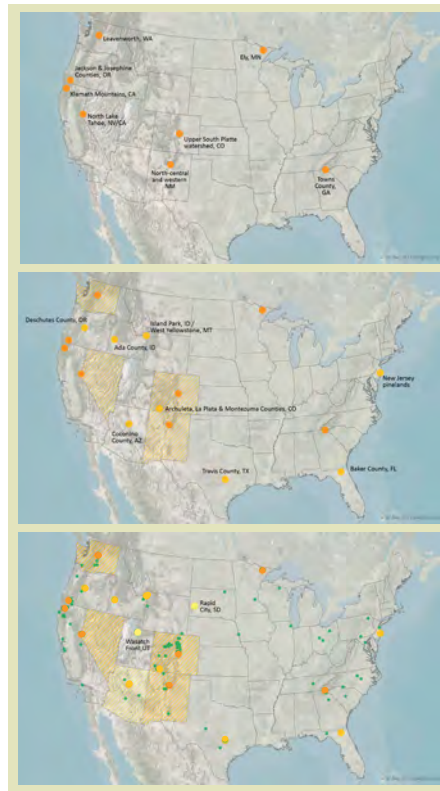 Leavenworth, WA
Ely, MN
Jackson & Josephine
Counties, OR
Klamath Mountains, CA
North Lake
Tahoe, NV/CA
Upper South Platte
watershed, CO
North-central
and western
NM
Towns
County,
GA
Deschutes County, OR
Island Park, ID /
West Yellowstone, MT
Ada County, ID
New Jersey
pinelands
Archuleta, La Plata & Montezuma Counties, CO
Coconino
County, AZ
Travis County, TX
Baker County, FL
Rapid
City, SD
Wasatch
Front, UT